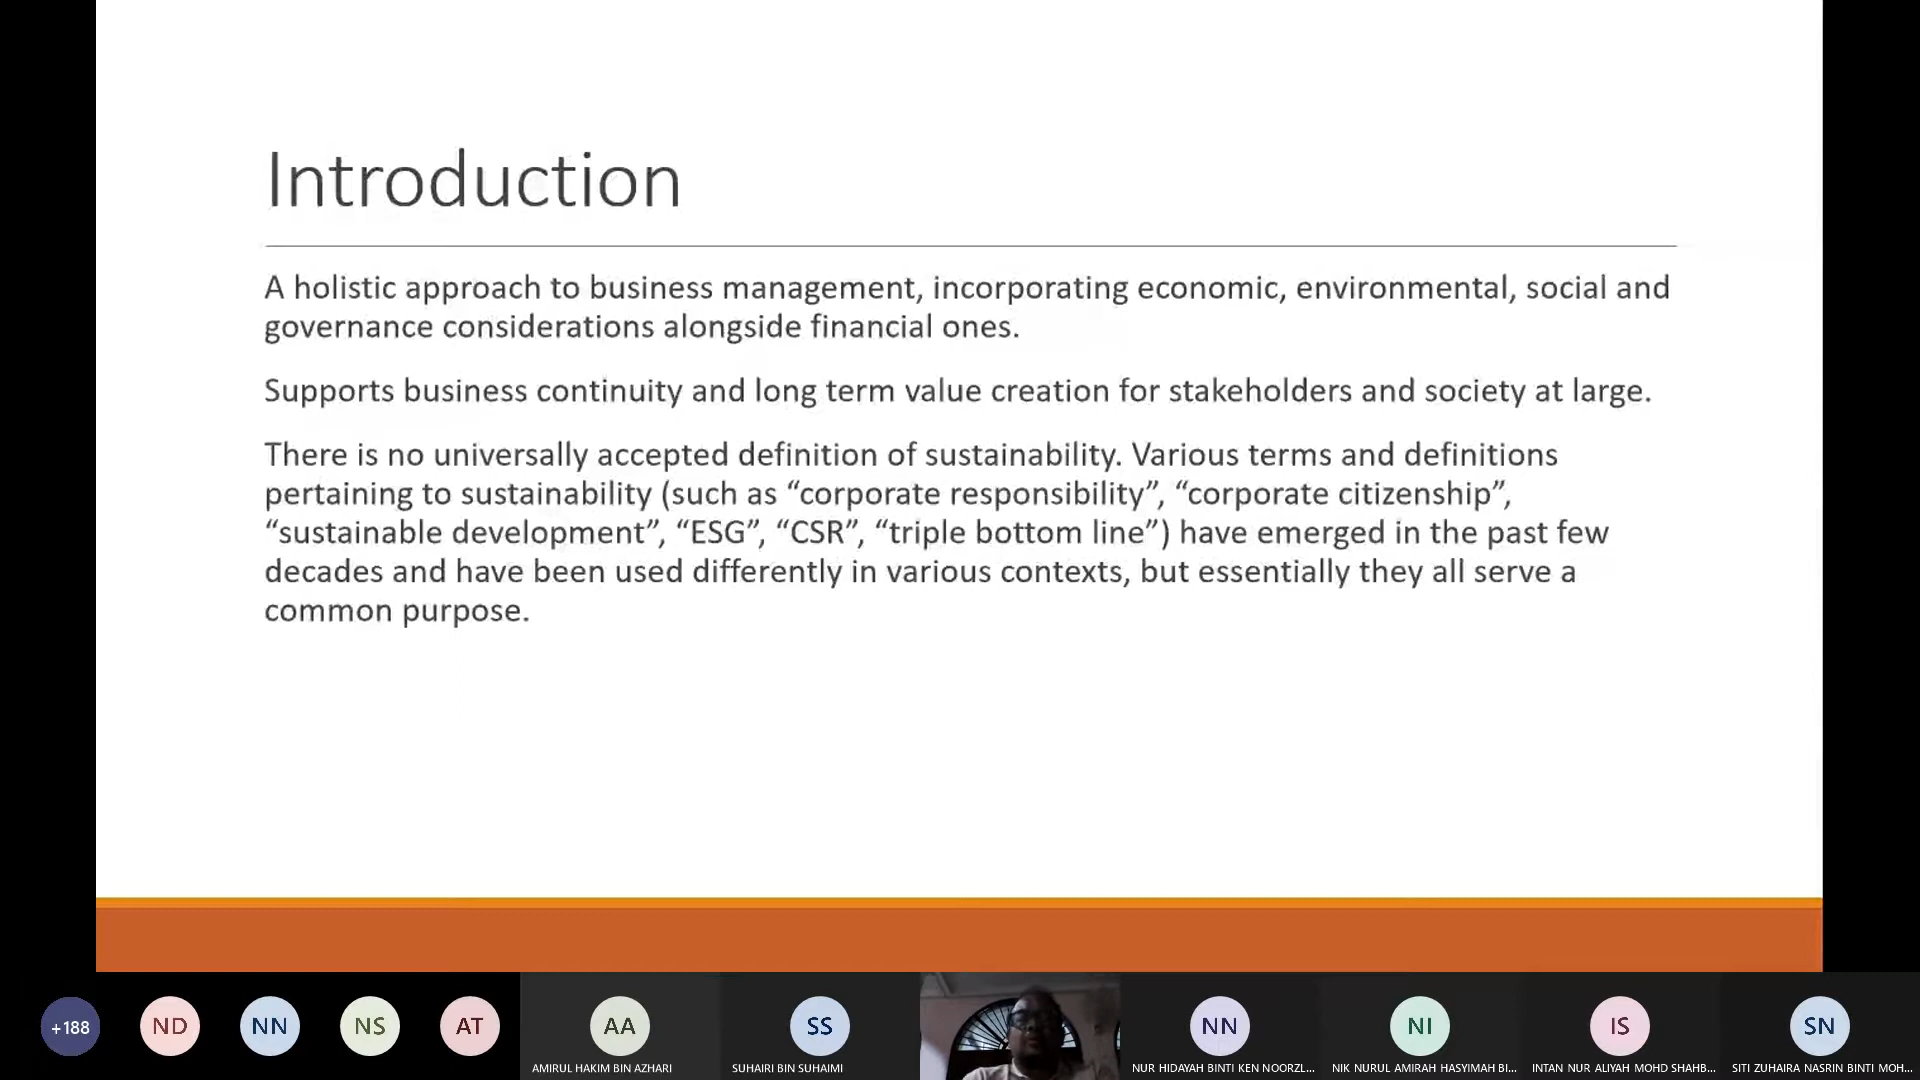 Introduction
A holistic approach to business management, incorporating economic, environmental, social and
governance considerations alongside financial ones.
Supports business continuity and long term value creation for stakeholders and society at large.
There is no universally accepted definition of sustainability. Various terms and definitions
pertaining to sustainability (such as “corporate responsibility”, “corporate citizenship”,
“sustainable development”, “ESG”, “CSR”, “triple bottom line”) have emerged in the past few
decades and have been used differently in various contexts, but essentially they all serve a
common purpose.
+188
ND
NN
NS
AT
AA
SS
NN
NI
IS
SN
AMIRUL HAKIM BIN AZHARI
SUHAIRI BIN SUHAIMI
NUR HIDAYAH BINTI KEN NOORZL...
NIK NURUL AMIRAH HASYIMAH BI...
INTAN NUR ALIYAH MOHD SHAHB...
SITI ZUHAIRA NASRIN BINTI MOH...